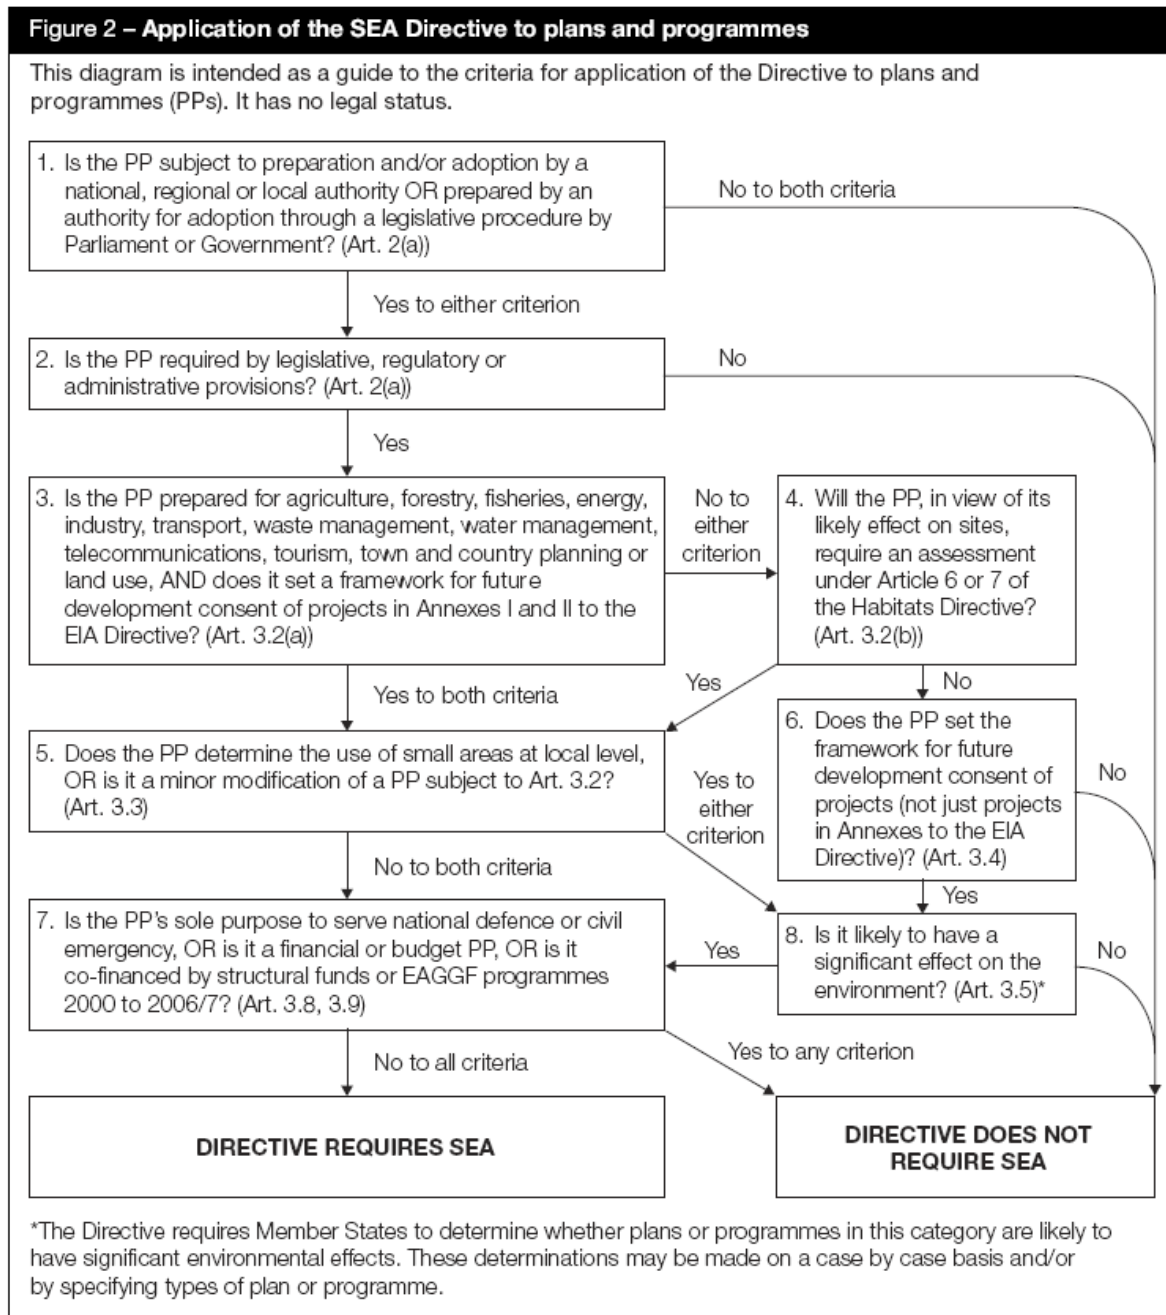 Figure 2 – Application of the SEA Directive to plans and programmes
This diagram is intended as a guide to the criteria for application of the Directive to plans and
programmes (PPs). It has no legal status.
1. Is the PP subject to preparation and/or adoption by a
national, regional or local authority OR prepared by an
authority for adoption through a legislative procedure by
Parliament or Government? (Art. 2(a))
No to both criteria
Yes to either criterion
2. Is the PP required by legislative, regulatory or
administrative provisions? (Art. 2(a))
No
Yes
3. Is the PP prepared for agriculture, forestry, fisheries, energy,
industry, transport, waste management, water management,
telecommunications, tourism, town and country planning or
land use, AND does it set a framework for future
development consent of projects in Annexes I and II to the
EIA Directive? (Art. 3.2(a))
No to
either
criterion
4. Will the PP, in view of its
likely effect on sites,
require an assessment
under Article 6 or 7 of
the Habitats Directive?
(Art. 3.2(b))
Yes to both criteria
Yes
No
5. Does the PP determine the use of small areas at local level,
OR is it a minor modification of a PP subject to Art. 3.2?
(Art. 3.3)
Yes to
either
criterion
6. Does the PP set the
framework for future
development consent of
projects (not just projects
in Annexes to the EIA
Directive)? (Art. 3.4)
No
No to both criteria
Yes
7. Is the PP's sole purpose to serve national defence or civil
emergency, OR is it a financial or budget PP, OR is it
co-financed by structural funds or EAGGF programmes
2000 to 2006/7? (Art. 3.8, 3.9)
Yes
8. Is it likely to have a
significant effect on the
environment? (Art. 3.5)*
No
No to all criteria
Yes to any criterion
DIRECTIVE REQUIRES SEA
DIRECTIVE DOES NOT
REQUIRE SEA
*The Directive requires Member States to determine whether plans or programmes in this category are likely to
have significant environmental effects. These determinations may be made on a case by case basis and/or
by specifying types of plan or programme.